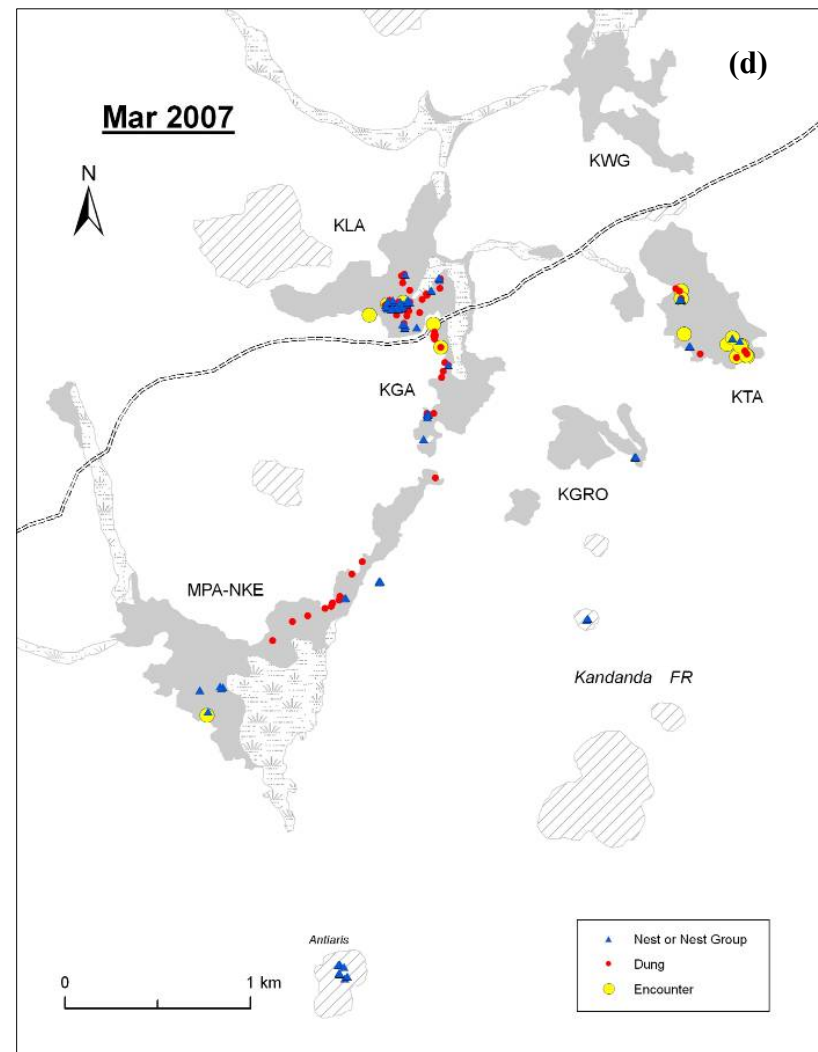 (d)
Mar 2007
N
KWG
KLA
KGA
KTA
KGRO
MPA-NKE
Kandanda FR
Antiaris
0 1 km
Nest or Nest Group
Dung
Encounter